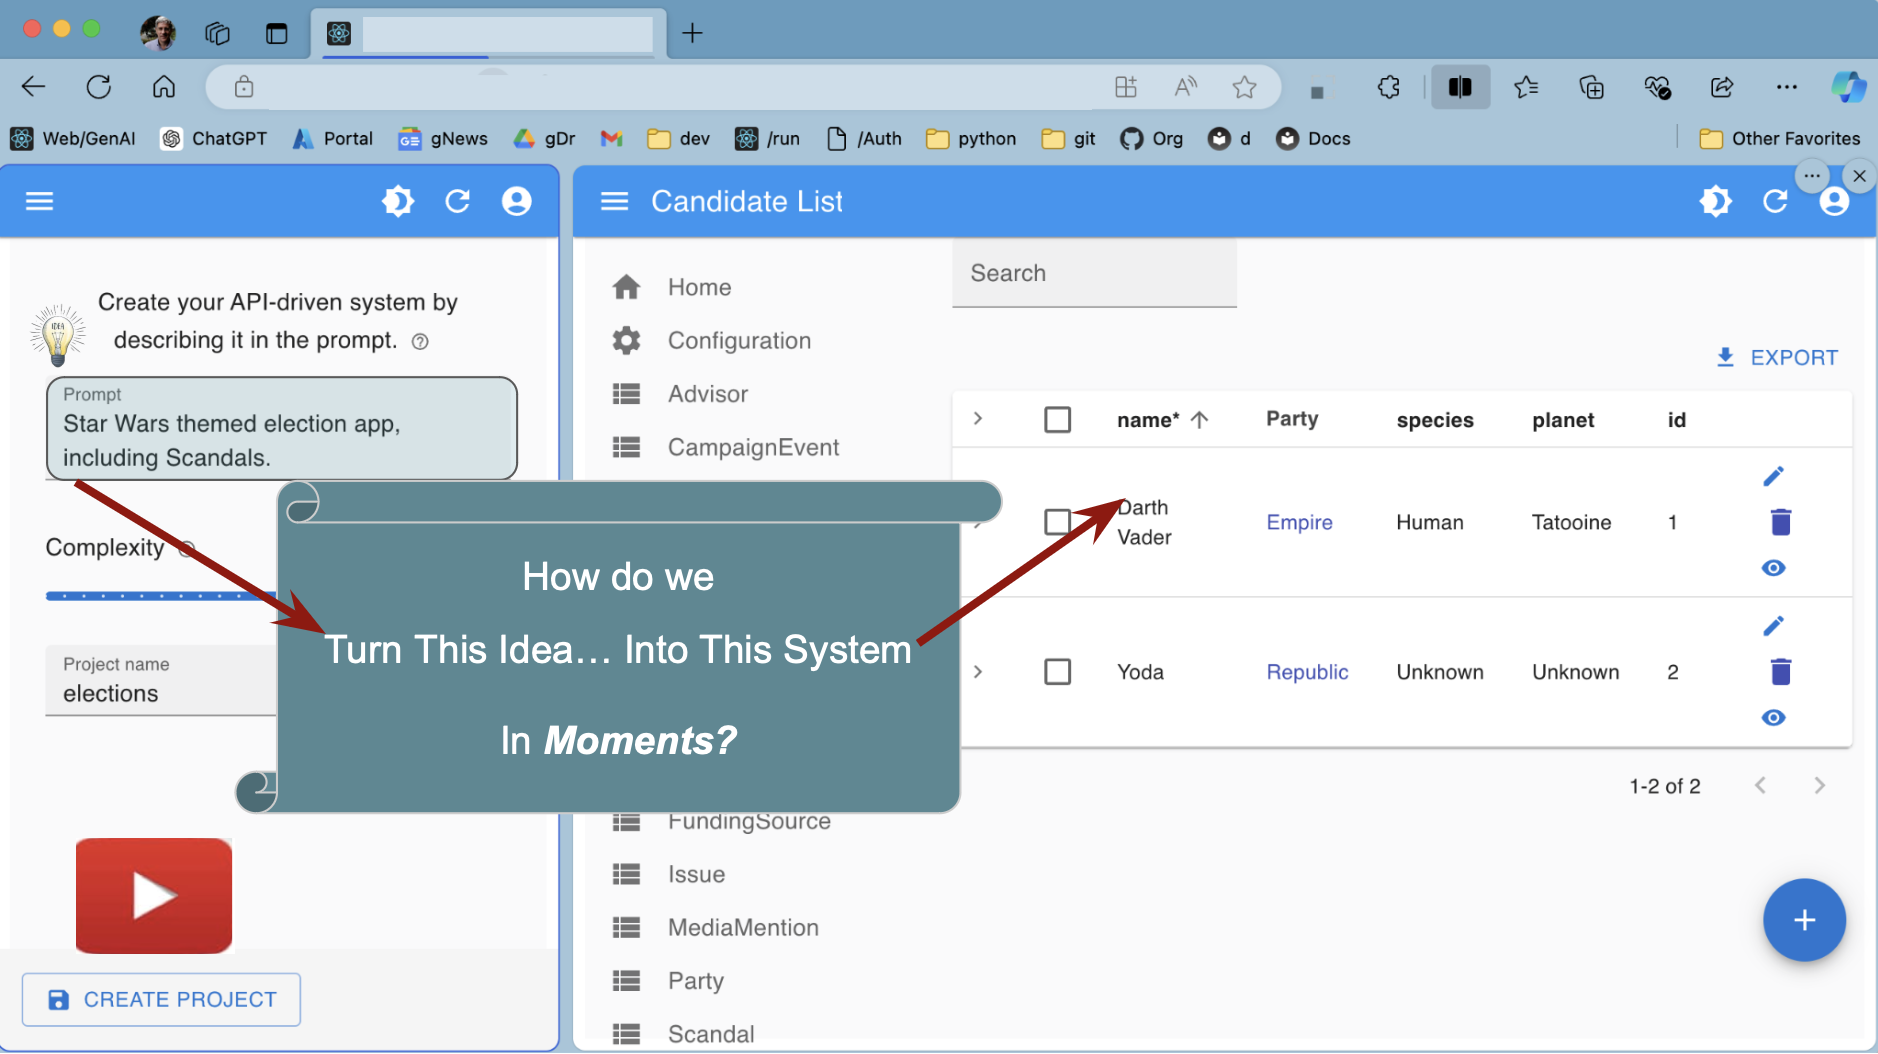 Web/GenAI
ChatGPT
Portal
gNews
gDr
dev
/run
/Auth
python
git
Org
d
Docs
Other Favorites
Candidate List
IDEA
Create your API-driven system by
describing it in the prompt.
Prompt
Star Wars themed election app,
including Scandals.
Complexity
Project name
elections
CREATE PROJECT
How do we
Turn This Idea… Into This System
In Moments?
Home
Configuration
Advisor
CampaignEvent
FundingSource
Issue
MediaMention
Party
Scandal
Search
EXPORT
name* Party species planet id
Darth
Vader
Empire Human Tatooine 1
Yoda Republic Unknown Unknown 2
1-2 of 2